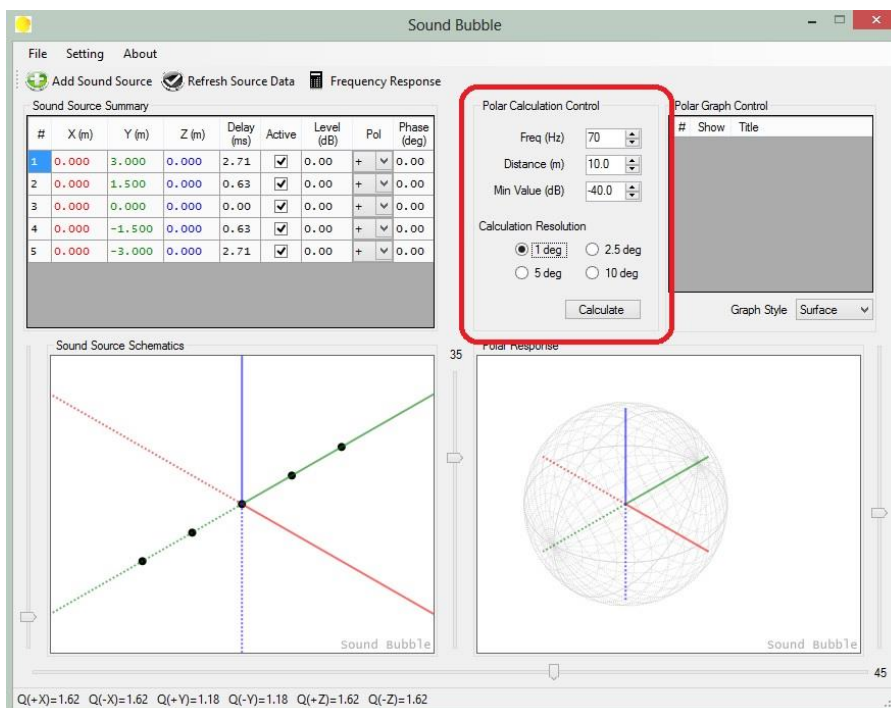 Sound Bubble
File Setting About
Add Sound Source Refresh Source Data Frequency Response
Sound Source Summary
# X (m) Y (m) Z (m) Delay (ms) Active Level (dB) Pol Phase (deg)
1 0.000 3.000 0.000 2.71 0.00 + 0.00
2 0.000 1.500 0.000 0.63 0.00 + 0.00
3 0.000 0.000 0.000 0.00 0.00 + 0.00
4 0.000 -1.500 0.000 0.63 0.00 + 0.00
5 0.000 -3.000 0.000 2.71 0.00 + 0.00
Polar Calculation Control
Freq (Hz) 70
Distance (m) 10.0
Min Value (dB) -40.0
Calculation Resolution
1 deg 2.5 deg
5 deg 10 deg
Calculate
Polar Graph Control
# Show Title
Graph Style Surface
Sound Source Schematics
35
Sound Bubble
Polar Response
Sound Bubble
45
Q(+X)=1.62 Q(-X)=1.62 Q(+Y)=1.18 Q(-Y)=1.18 Q(+Z)=1.62 Q(-Z)=1.62